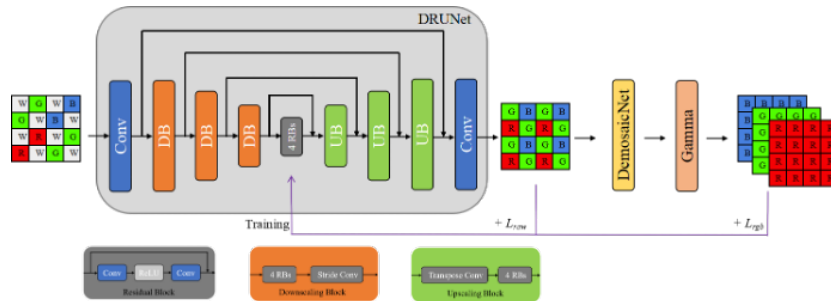 DRUNet
W G W B
G W B W
W R W G
R W G W
Conv
DB
DB
DB
4 RBs
UB
UB
UB
Conv
G B G B
R G R G
G B G B
R G R G
DemosaicNet
Gamma
B B B B
B G G G G
B G R R R R
B G R R R R
G R R R R
R R R R
Training
+ Lraw
+ Lrgb
Conv ReLU Conv
Residual Block
4 RBs Stride Conv
Downscaling Block
Transpose Conv 4 RBs
Upscaling Block